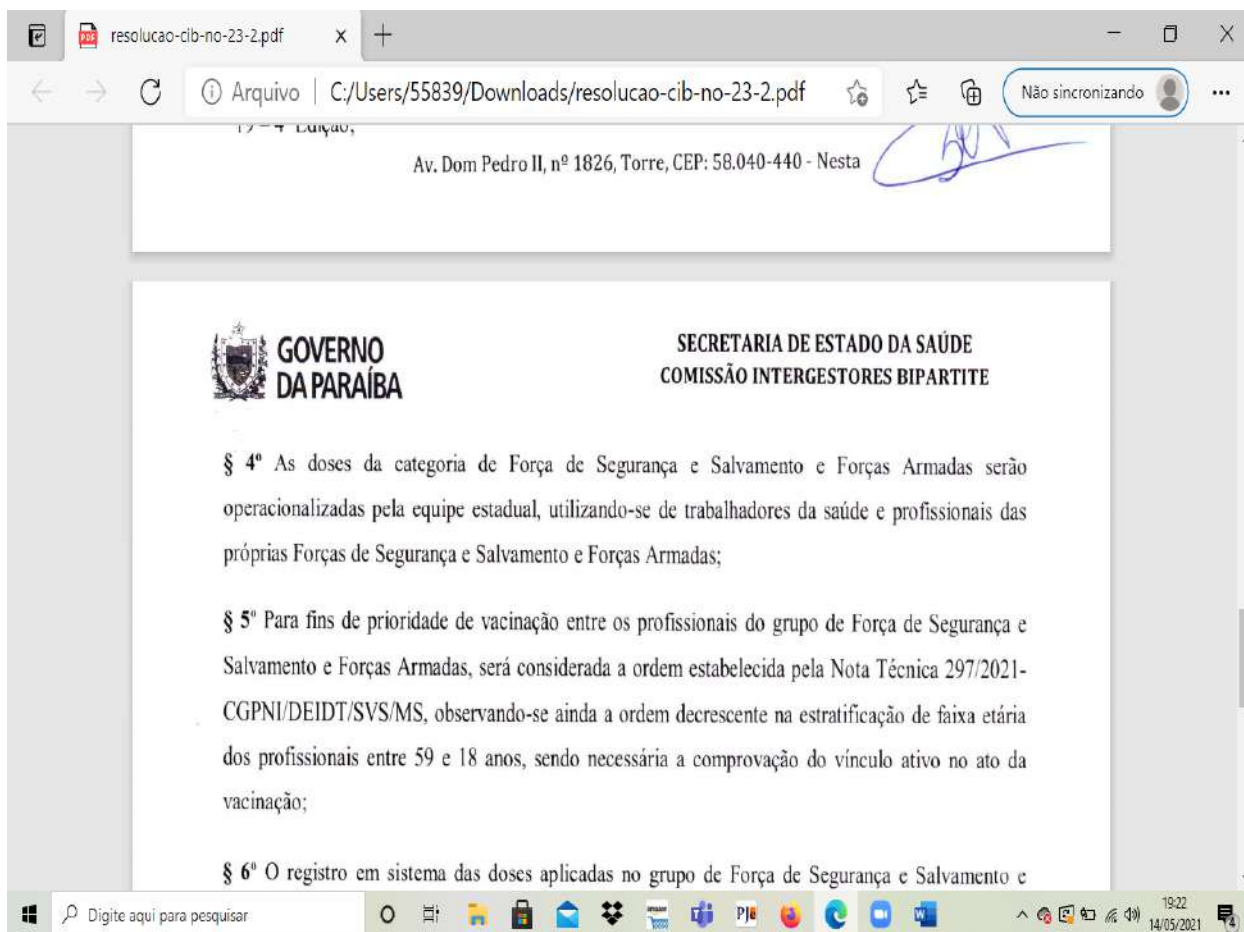 resolucao-cib-no-23-2.pdf
Arquivo | C:/Users/55839/Downloads/resolucao-cib-no-23-2.pdf
Não sincronizando
19 – 4ª Edição;
Av. Dom Pedro II, nº 1826, Torre, CEP: 58.040-440 - Nesta
GOVERNO
DA PARAÍBA
SECRETARIA DE ESTADO DA SAÚDE
COMISSÃO INTERGESTORES BIPARTITE
§ 4º As doses da categoria de Força de Segurança e Salvamento e Forças Armadas serão
operacionalizadas pela equipe estadual, utilizando-se de trabalhadores da saúde e profissionais das
próprias Forças de Segurança e Salvamento e Forças Armadas;
§ 5º Para fins de prioridade de vacinação entre os profissionais do grupo de Força de Segurança e
Salvamento e Forças Armadas, será considerada a ordem estabelecida pela Nota Técnica 297/2021-
CGPNI/DEIDT/SVS/MS, observando-se ainda a ordem decrescente na estratificação de faixa etária
dos profissionais entre 59 e 18 anos, sendo necessária a comprovação do vínculo ativo no ato da
vacinação;
§ 6º O registro em sistema das doses aplicadas no grupo de Força de Segurança e Salvamento e
Digite aqui para pesquisar
PJe
19:22
14/05/2021